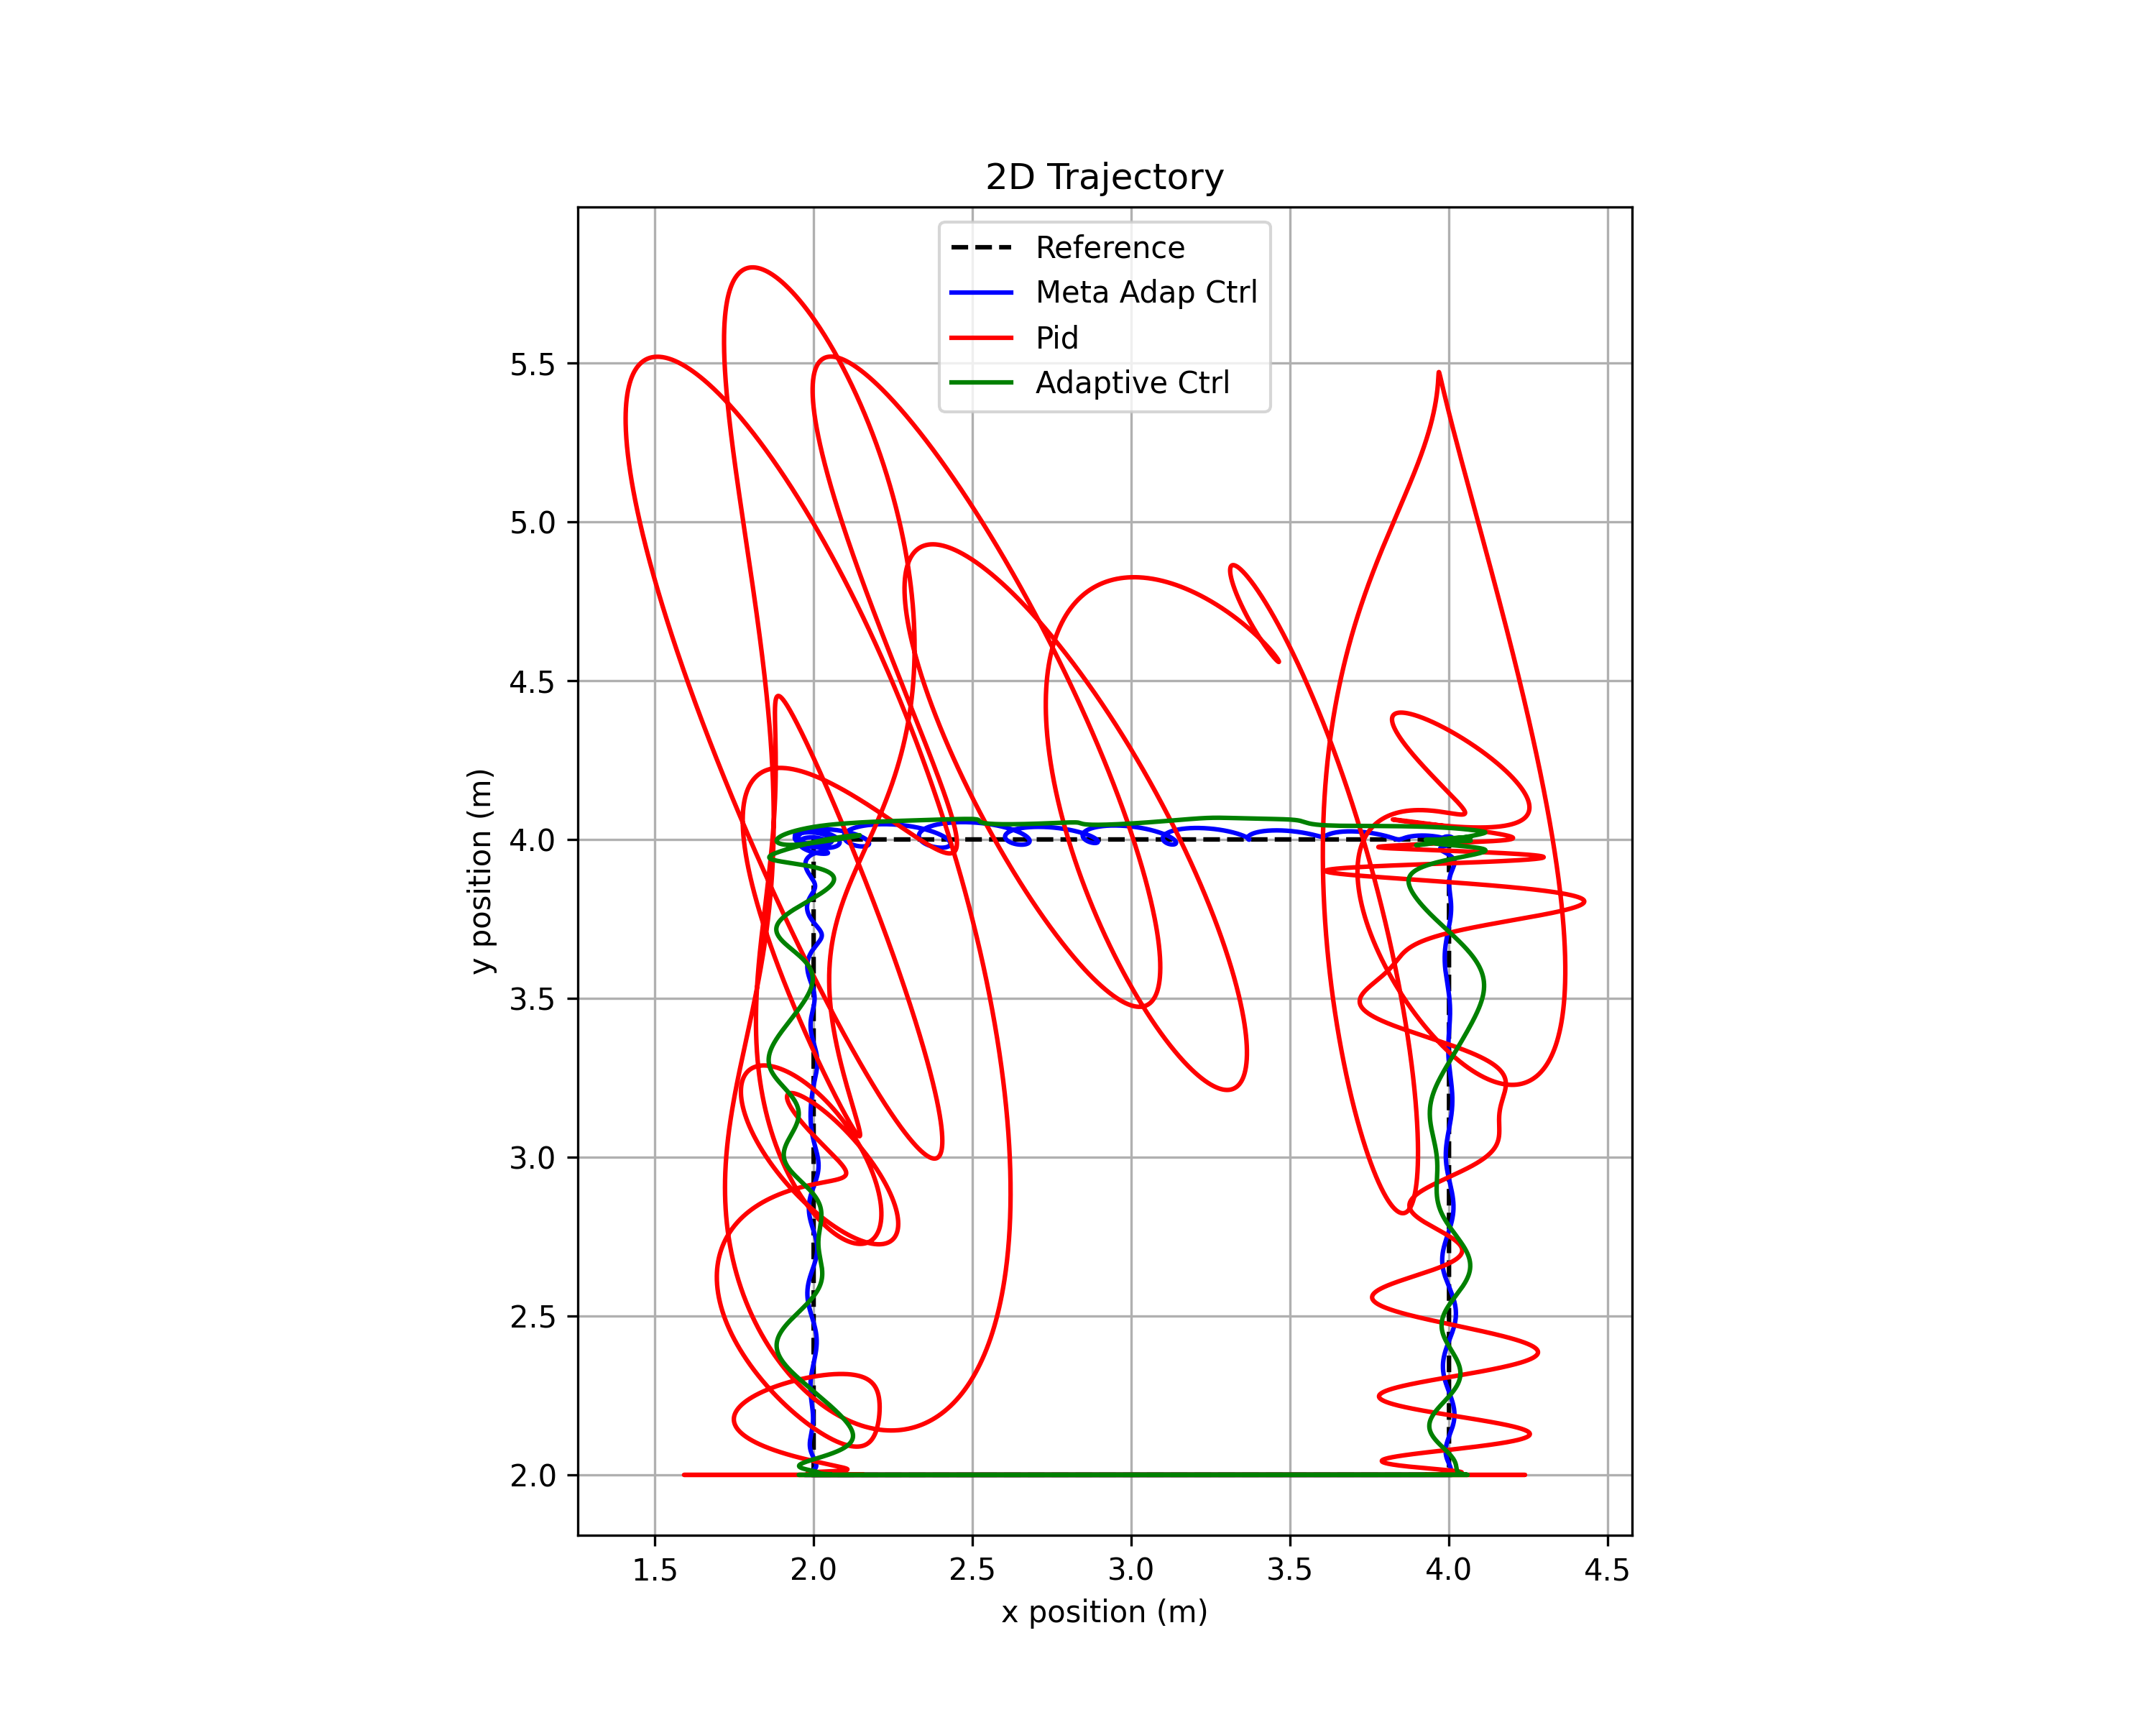 2D Trajectory
Reference
Meta Adap Ctrl
Pid
Adaptive Ctrl
y position (m)
5.5
5.0
4.5
4.0
3.5
3.0
2.5
2.0
1.5 2.0 2.5 3.0 3.5 4.0 4.5
x position (m)